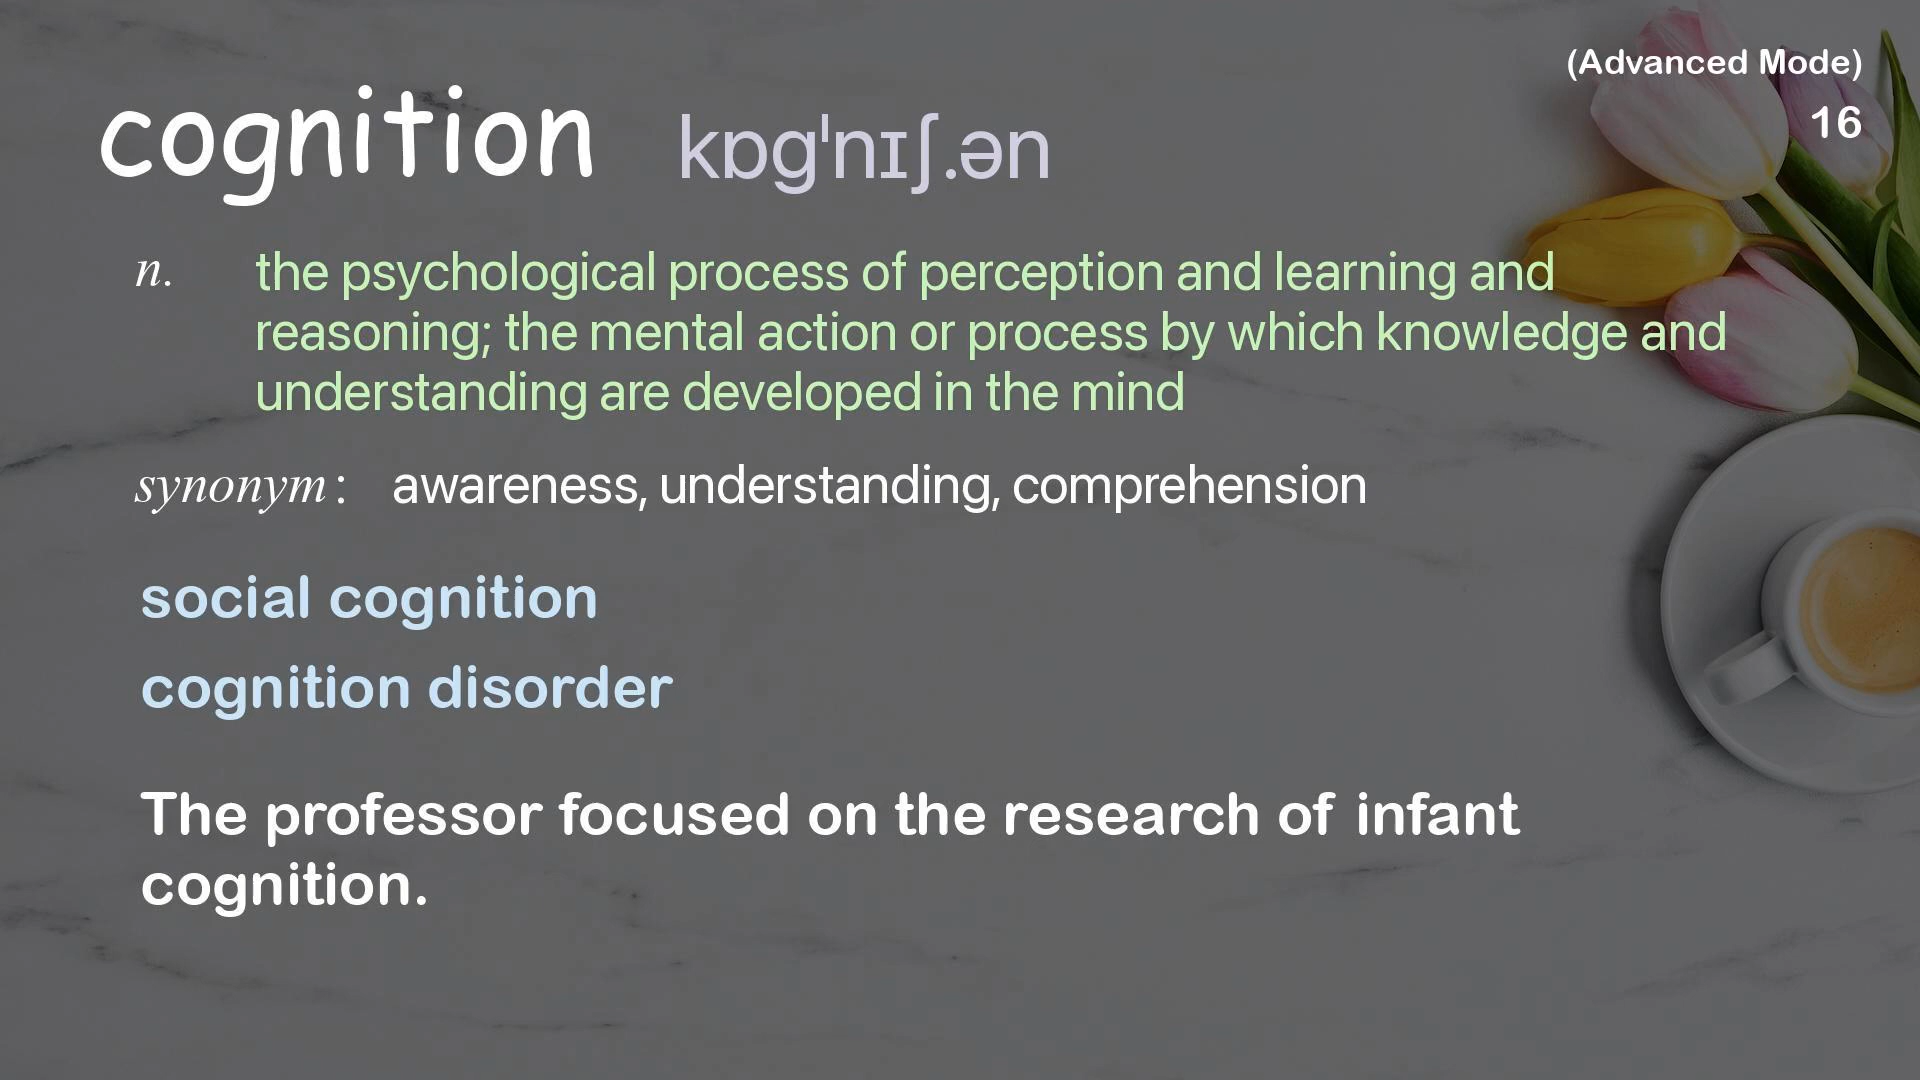 (Advanced Mode)
16
cognition kɒgˈnɪʃ.ən
n. the psychological process of perception and learning and
reasoning; the mental action or process by which knowledge and
understanding are developed in the mind
synonym: awareness, understanding, comprehension
social cognition
cognition disorder
The professor focused on the research of infant
cognition.